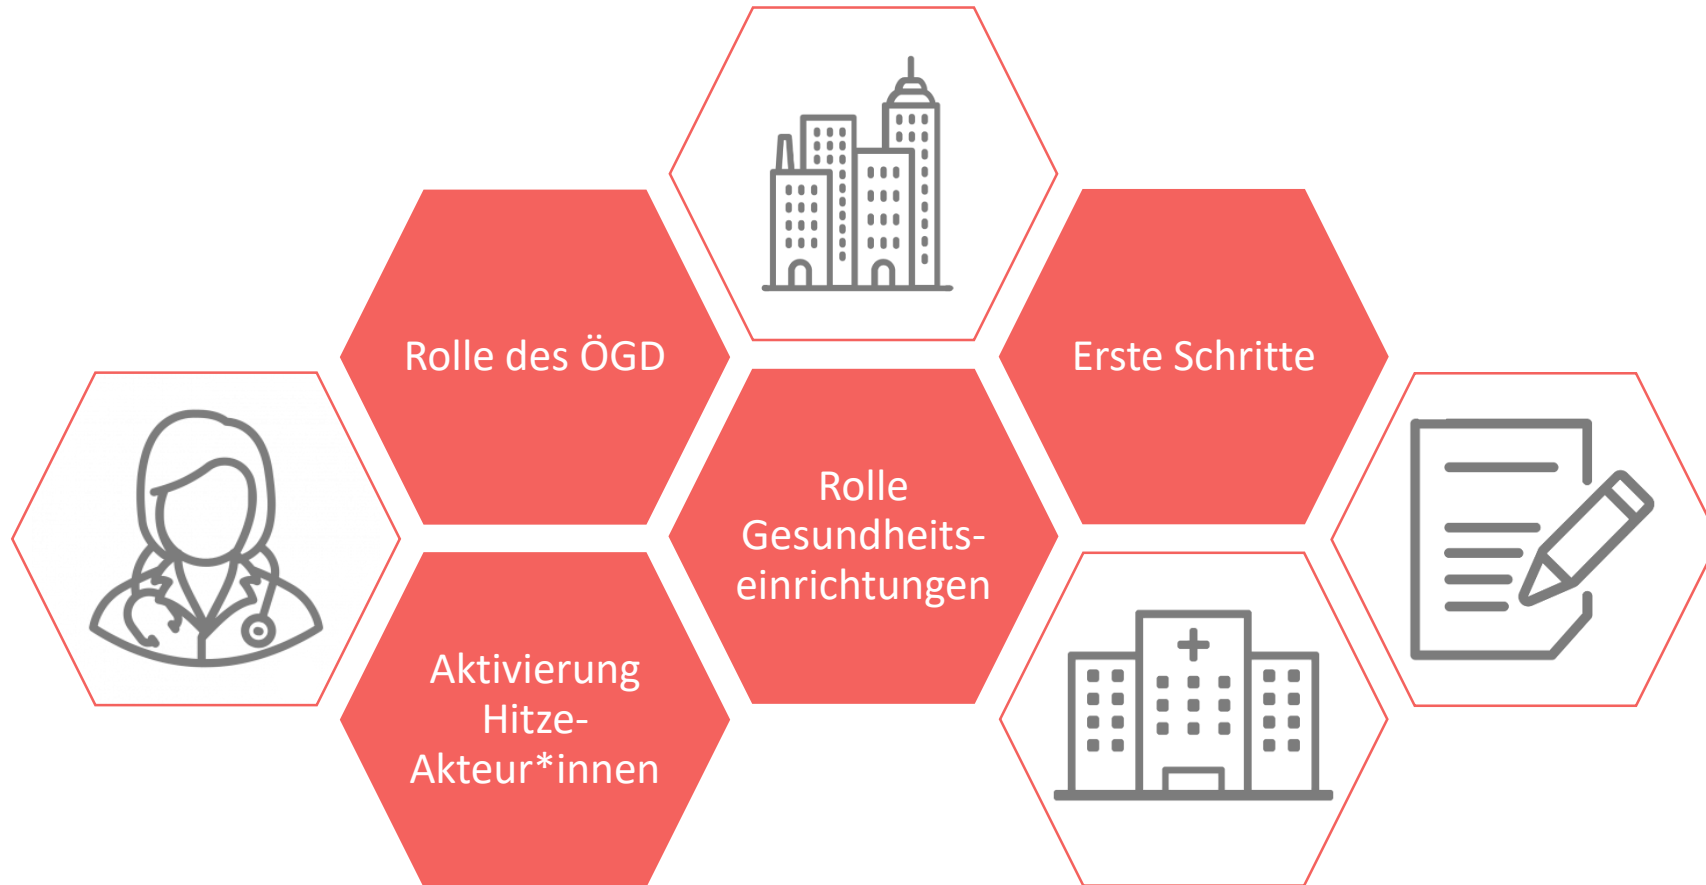 Rolle des ÖGD
Erste Schritte
Rolle
Gesundheits-
einrichtungen
Aktivierung
Hitze-
Akteur*innen